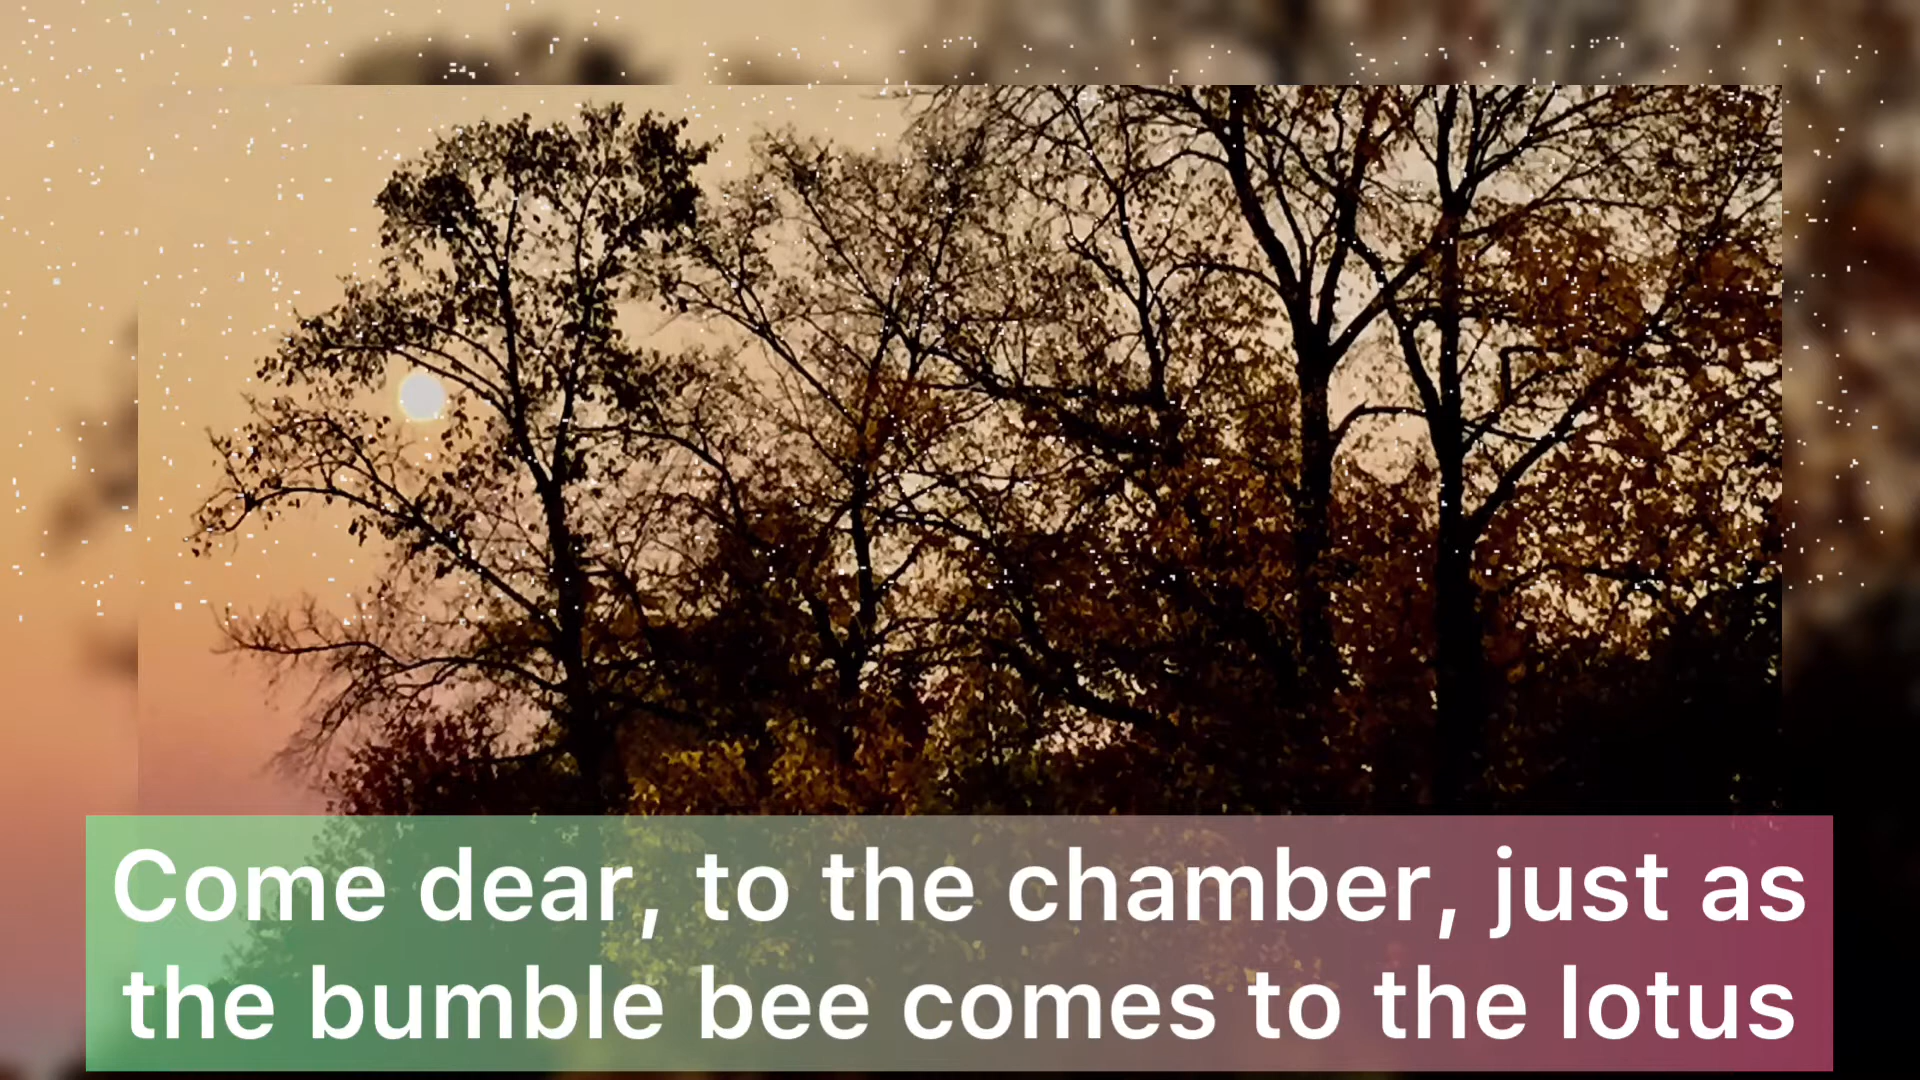 Come dear, to the chamber, just as
the bumble bee comes to the lotus